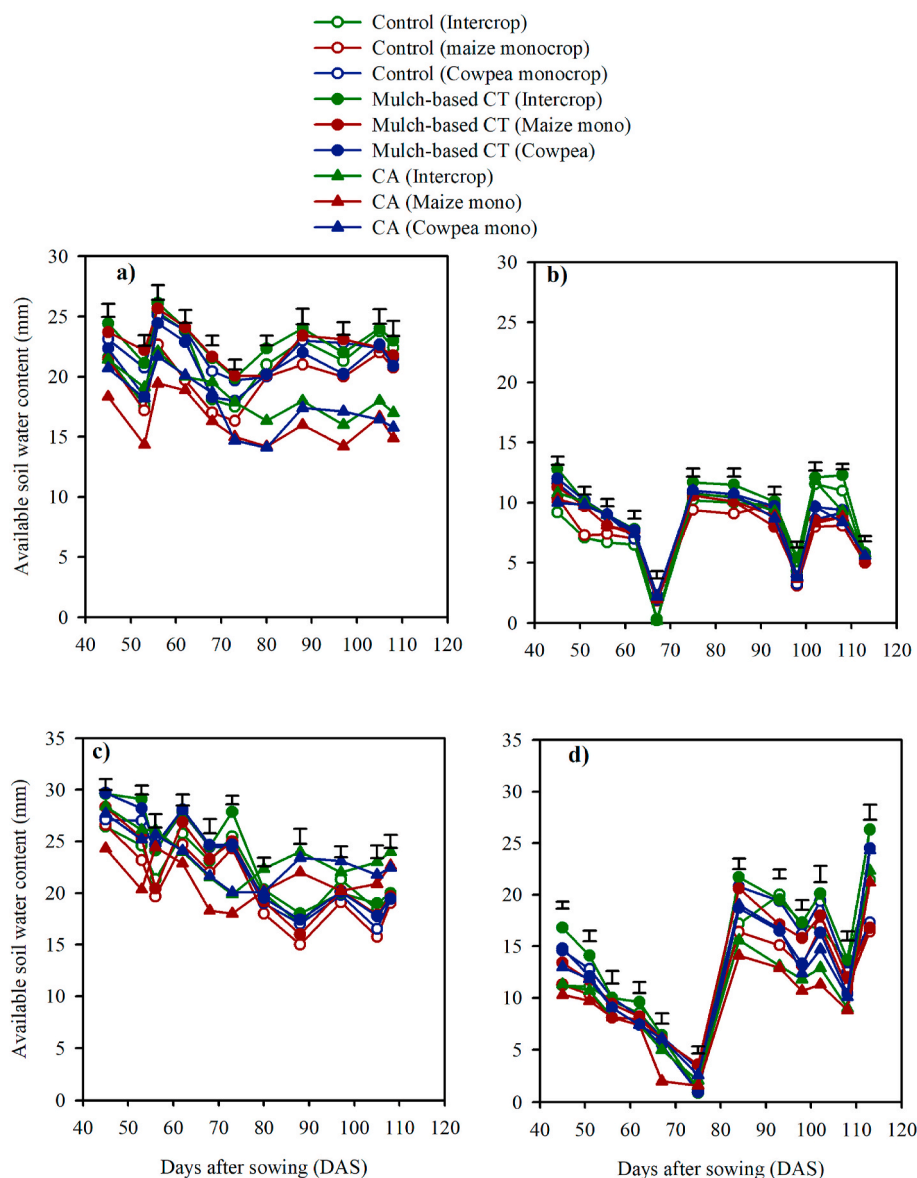 Control (Intercrop)
Control (maize monocrop)
Control (Cowpea monocrop)
Mulch-based CT (Intercrop)
Mulch-based CT (Maize mono)
Mulch-based CT (Cowpea)
CA (Intercrop)
CA (Maize mono)
CA (Cowpea mono)
a)
30
25
20
15
10
5
0
40 50 60 70 80 90 100 110 120
Available soil water content (mm)
b)
30
25
20
15
10
5
0
40 50 60 70 80 90 100 110 120
c)
35
30
25
20
15
10
5
0
40 50 60 70 80 90 100 110 120
Available soil water content (mm)
Days after sowing (DAS)
d)
35
30
25
20
15
10
5
0
40 50 60 70 80 90 100 110 120
Days after sowing (DAS)